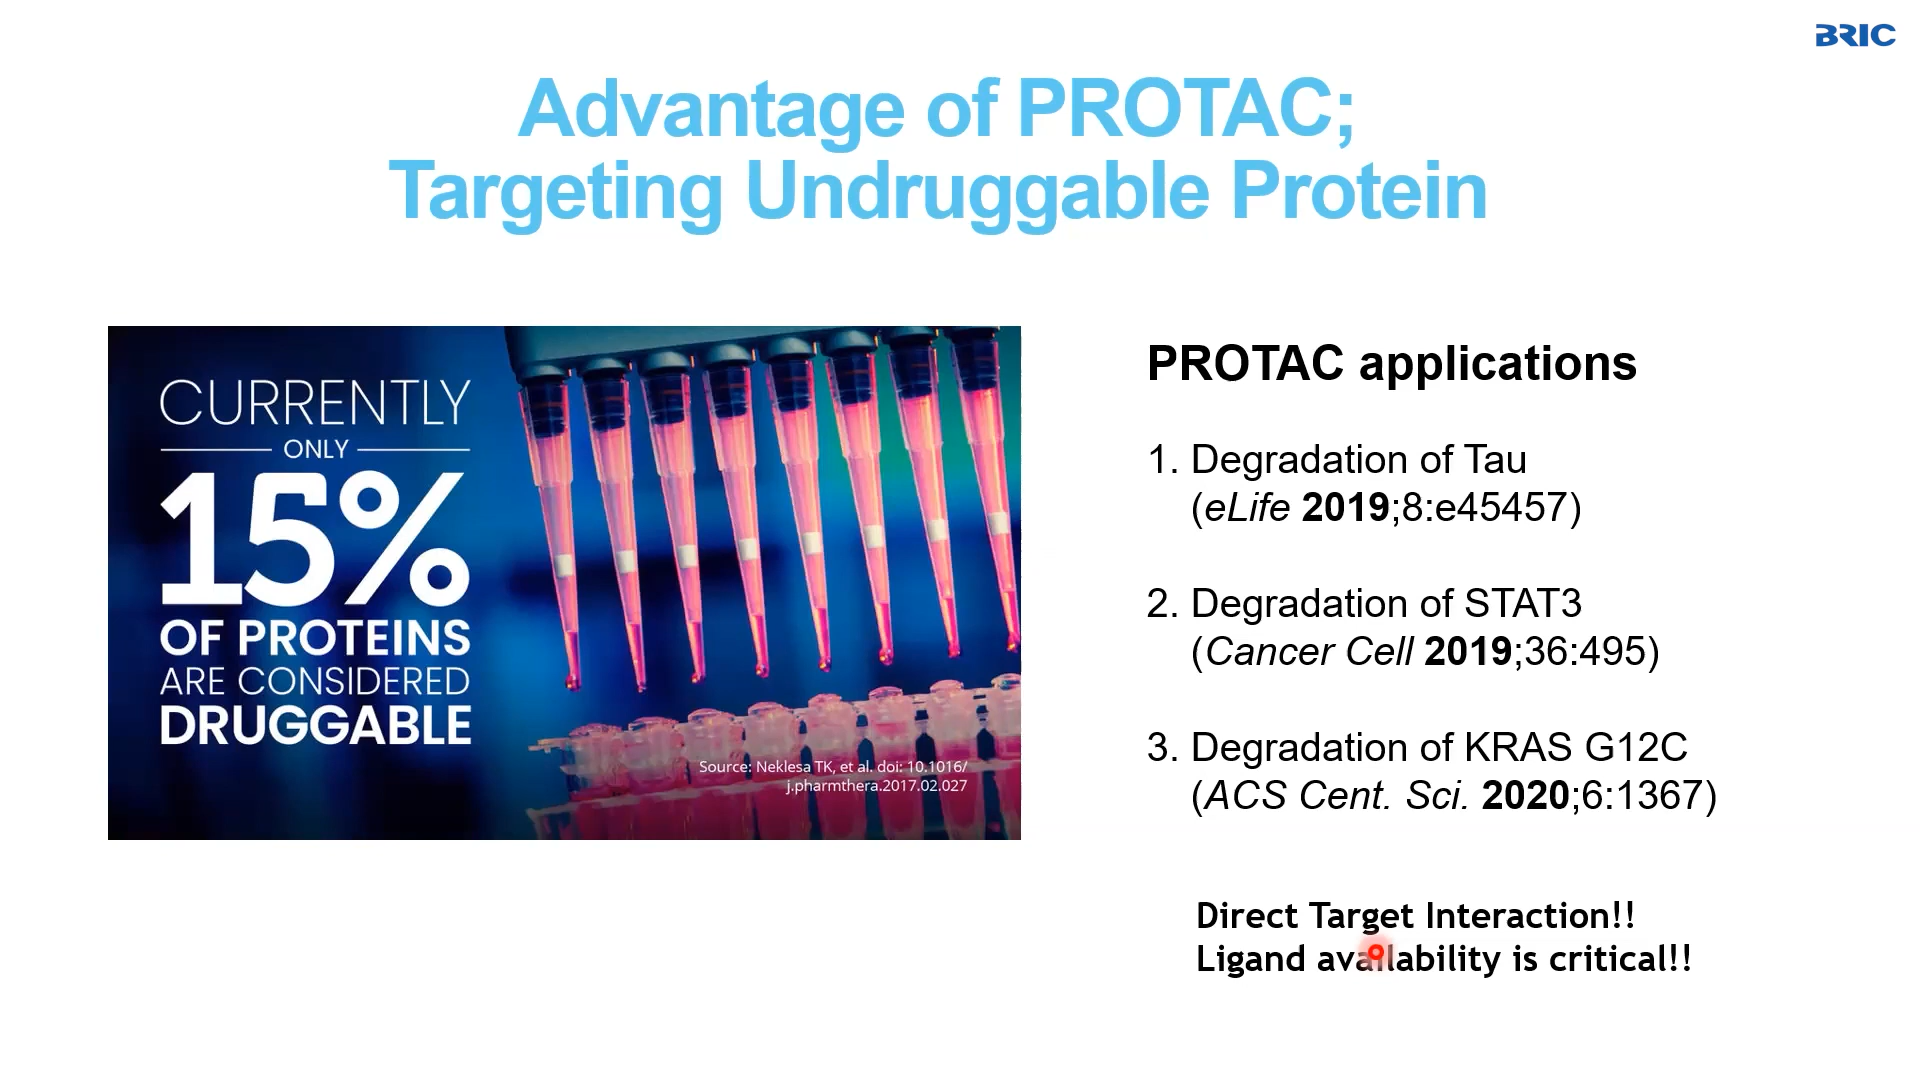 BRIC
Advantage of PROTAC;
Targeting Undruggable Protein
CURRENTLY
ONLY
15%
OF PROTEINS
ARE CONSIDERED
DRUGGABLE
Source: Neklesa TK, et al. doi: 10.1016/
j.pharmthera.2017.02.027
PROTAC applications
1. Degradation of Tau
(eLife 2019;8:e45457)
2. Degradation of STAT3
(Cancer Cell 2019;36:495)
3. Degradation of KRAS G12C
(ACS Cent. Sci. 2020;6:1367)
Direct Target Interaction!!
Ligand availability is critical!!